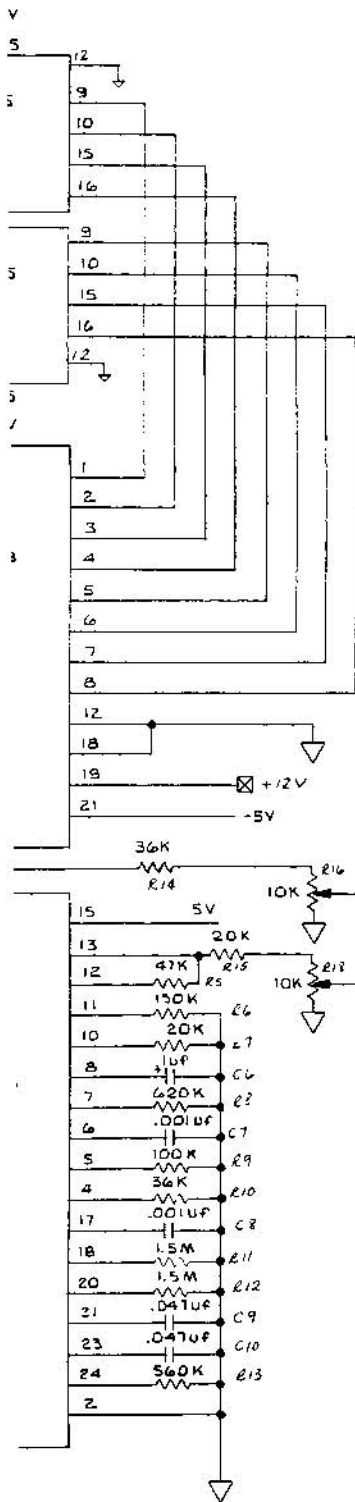 V
5
12
9
10
15
16
9
10
15
16
12
5
1
2
3
4
5
6
7
8
12
18
19 +12V
21 -5V
36K
R14
R16
10K
15 5V
13 20K
R15
R18
10K
47K
12 R5
150K
11 R6
20K
10
.1uf
8 C6
620K
7 R8
.001uf
6 C7
100K
5 R9
36K
4 R10
.001uf
17 C8
1.5M
18 R11
1.5M
20 R12
.047uf
21 C9
.047uf
23 C10
560K
24 R13
2